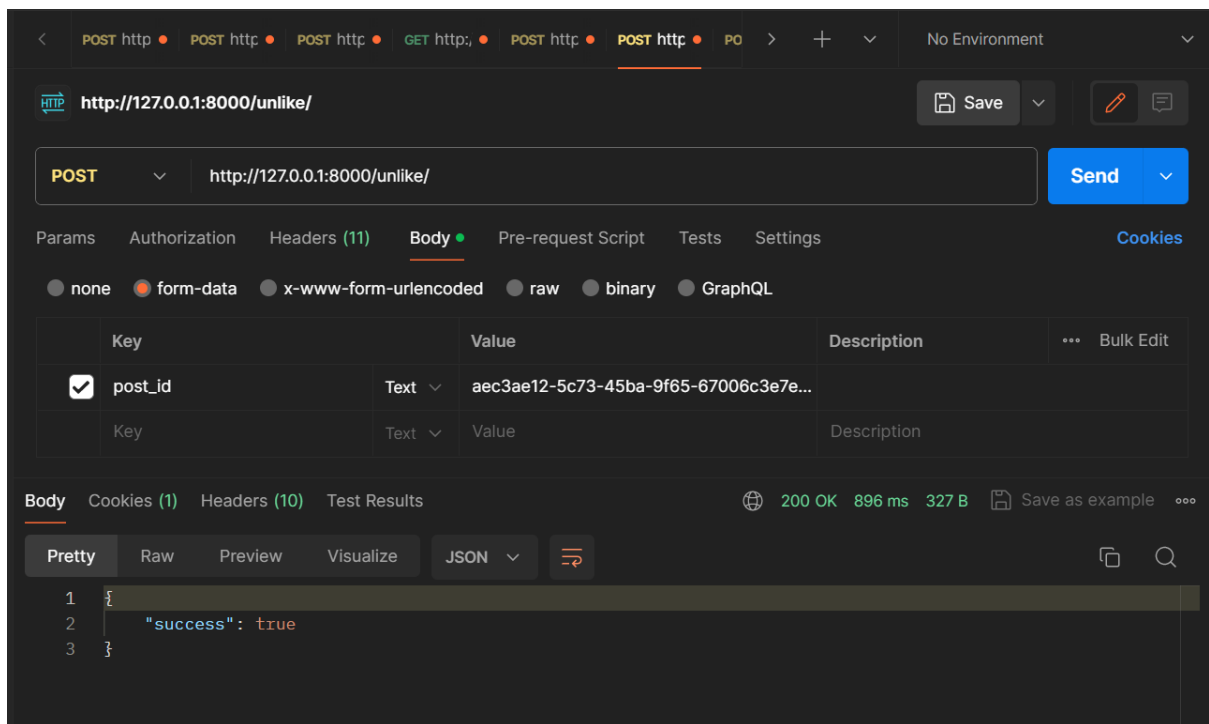 POST http POST http POST http GET http:/ POST http POST http PO No Environment
HTTP http://127.0.0.1:8000/unlike/ Save
POST http://127.0.0.1:8000/unlike/ Send
Params Authorization Headers (11) Body Pre-request Script Tests Settings Cookies
none form-data x-www-form-urlencoded raw binary GraphQL
Key Value Description Bulk Edit
post_id Text aec3ae12-5c73-45ba-9f65-67006c3e7e...
Key Text Value Description
Body Cookies (1) Headers (10) Test Results 200 OK 896 ms 327 B Save as example
Pretty Raw Preview Visualize JSON
1 {
2 "success": true
3 }